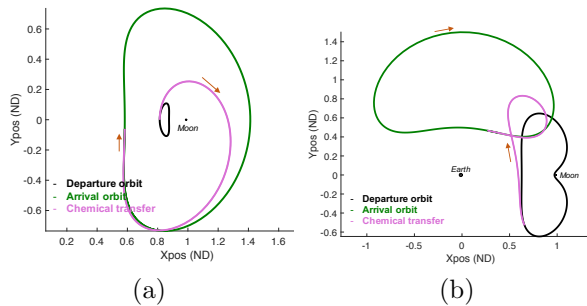 Ypos (ND)
0.6
0.4
0.2
0
-0.2
-0.4
-0.6
Moon
- Departure orbit
- Arrival orbit
- Chemical transfer
0.2 0.4 0.6 0.8 1 1.2 1.4 1.6
Xpos (ND)
(a)
Ypos (ND)
1.4
1.2
1
0.8
0.6
0.4
0.2
0
-0.2
-0.4
-0.6
Earth
Moon
- Departure orbit
- Arrival orbit
- Chemical transfer
-1 -0.5 0 0.5 1
Xpos (ND)
(b)